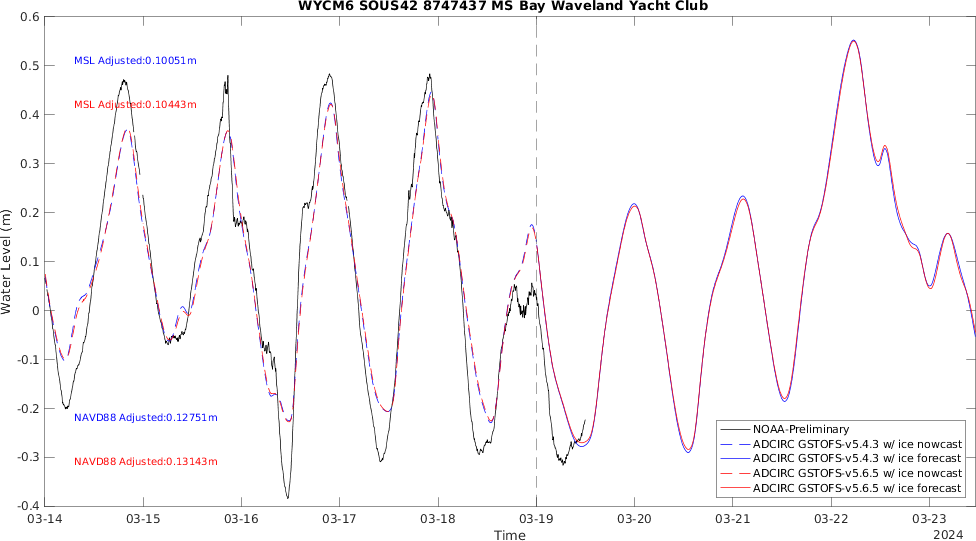 WYCM6 SOUS42 8747437 MS Bay Waveland Yacht Club
0.6
0.5
0.4
0.3
0.2
0.1
0
-0.1
-0.2
-0.3
-0.4
Water Level (m)
MSL Adjusted:0.10051m
MSL Adjusted:0.10443m
NAVD88 Adjusted:0.12751m
NAVD88 Adjusted:0.13143m
NOAA-Preliminary
ADCIRC GSTOFS-v5.4.3 w/ ice nowcast
ADCIRC GSTOFS-v5.4.3 w/ ice forecast
ADCIRC GSTOFS-v5.6.5 w/ ice nowcast
ADCIRC GSTOFS-v5.6.5 w/ ice forecast
03-14 03-15 03-16 03-17 03-18 03-19 03-20 03-21 03-22 03-23
Time
2024